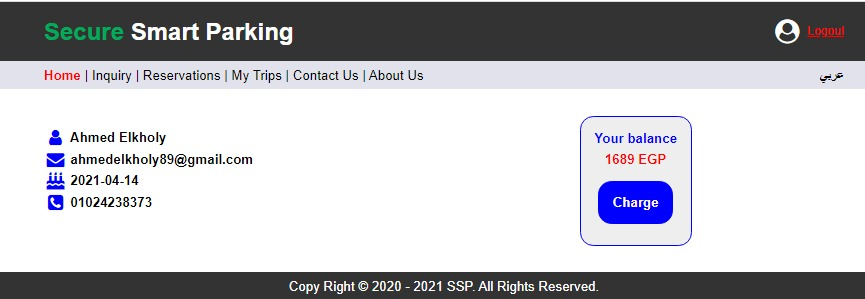 Secure Smart Parking
Logout
Home | Inquiry | Reservations | My Trips | Contact Us | About Us
عربي
Ahmed Elkholy
ahmedelkholy89@gmail.com
2021-04-14
01024238373
Your balance
1689 EGP
Charge
Copy Right © 2020 - 2021 SSP. All Rights Reserved.